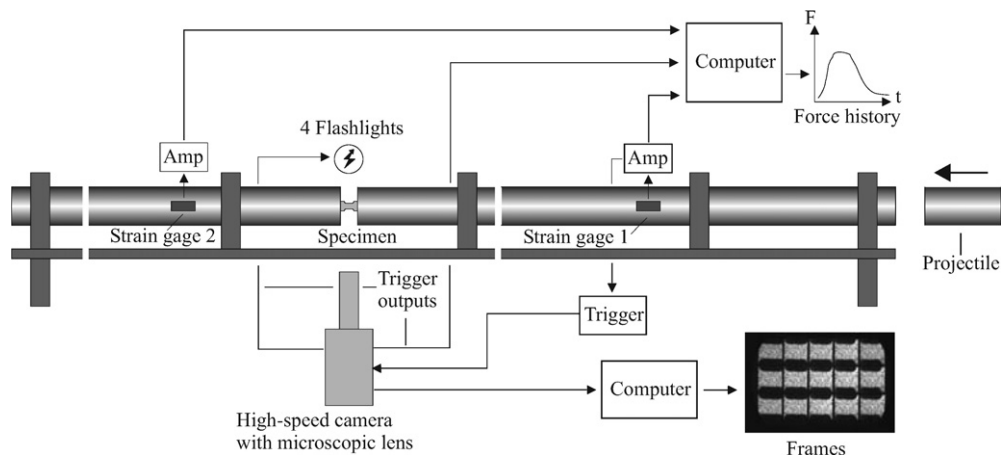 F
Computer
t
Force history
4 Flashlights
Amp
Amp
Strain gage 2
Specimen
Strain gage 1
Projectile
Trigger
outputs
Trigger
Computer
High-speed camera
with microscopic lens
Frames